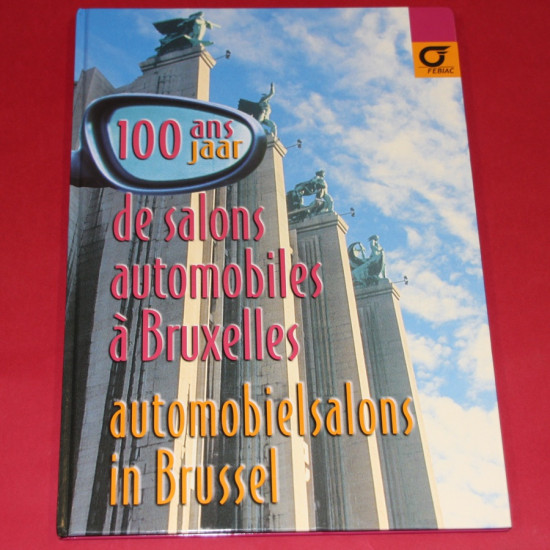 FEBIAC
100 ans
jaar
de salons
automobiles
à Bruxelles
automobielsalons
in Brussel